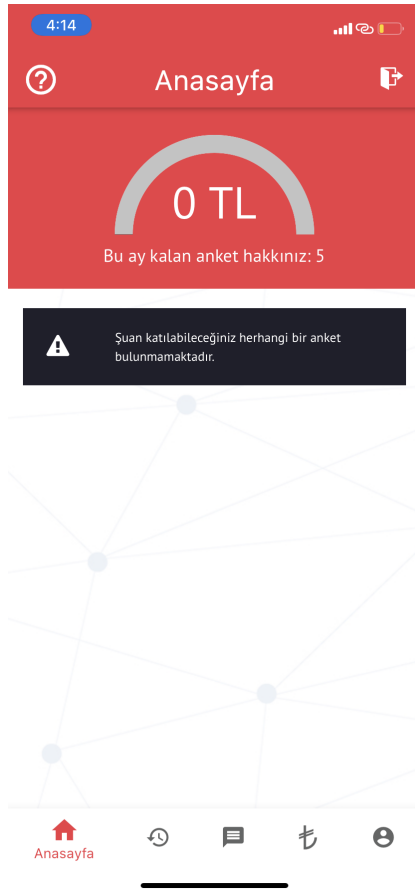 4:14
Anasayfa
0 TL
Bu ay kalan anket hakkınız: 5
Şuan katılabileceğiniz herhangi bir anket
bulunmamaktadır.
Anasayfa